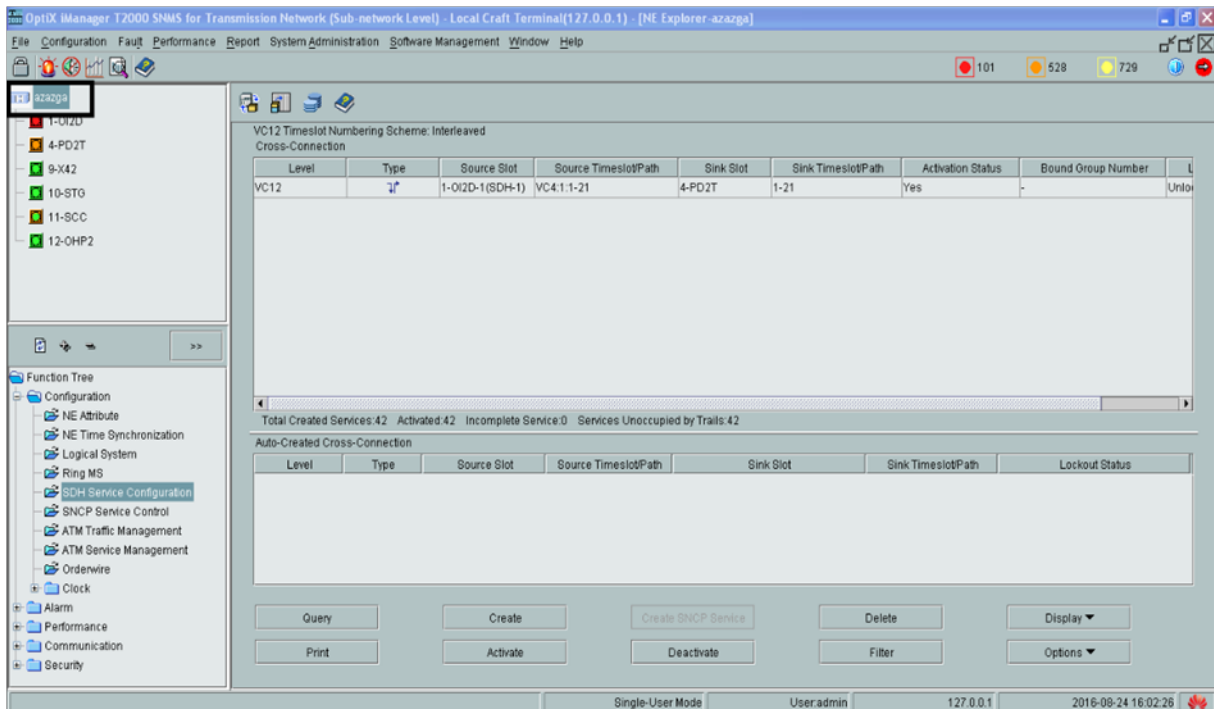 OptiX iManager T2000 SNMS for Transmission Network (Sub-network Level) - Local Craft Terminal(127.0.0.1) - [NE Explorer-azazga]
File Configuration Fault Performance Report System Administration Software Management Window Help
101 528 729
azazga
1-OI2D
4-PD2T
9-X42
10-STG
11-SCC
12-OHP2
>>
Function Tree
Configuration
NE Attribute
NE Time Synchronization
Logical System
Ring MS
SDH Service Configuration
SNCP Service Control
ATM Traffic Management
ATM Service Management
Orderwire
Clock
Alarm
Performance
Communication
Security
VC12 Timeslot Numbering Scheme: Interleaved
Cross-Connection
Level Type Source Slot Source Timeslot/Path Sink Slot Sink Timeslot/Path Activation Status Bound Group Number L
VC12 1-OI2D-1(SDH-1) VC4:1:1-21 4-PD2T 1-21 Yes - Unlo
Total Created Services:42 Activated:42 Incomplete Service:0 Services Unoccupied by Trails:42
Auto-Created Cross-Connection
Level Type Source Slot Source Timeslot/Path Sink Slot Sink Timeslot/Path Lockout Status
Query Create Create SNCP Service Delete Display
Print Activate Deactivate Filter Options
Single-User Mode User:admin 127.0.0.1 2016-08-24 16:02:26